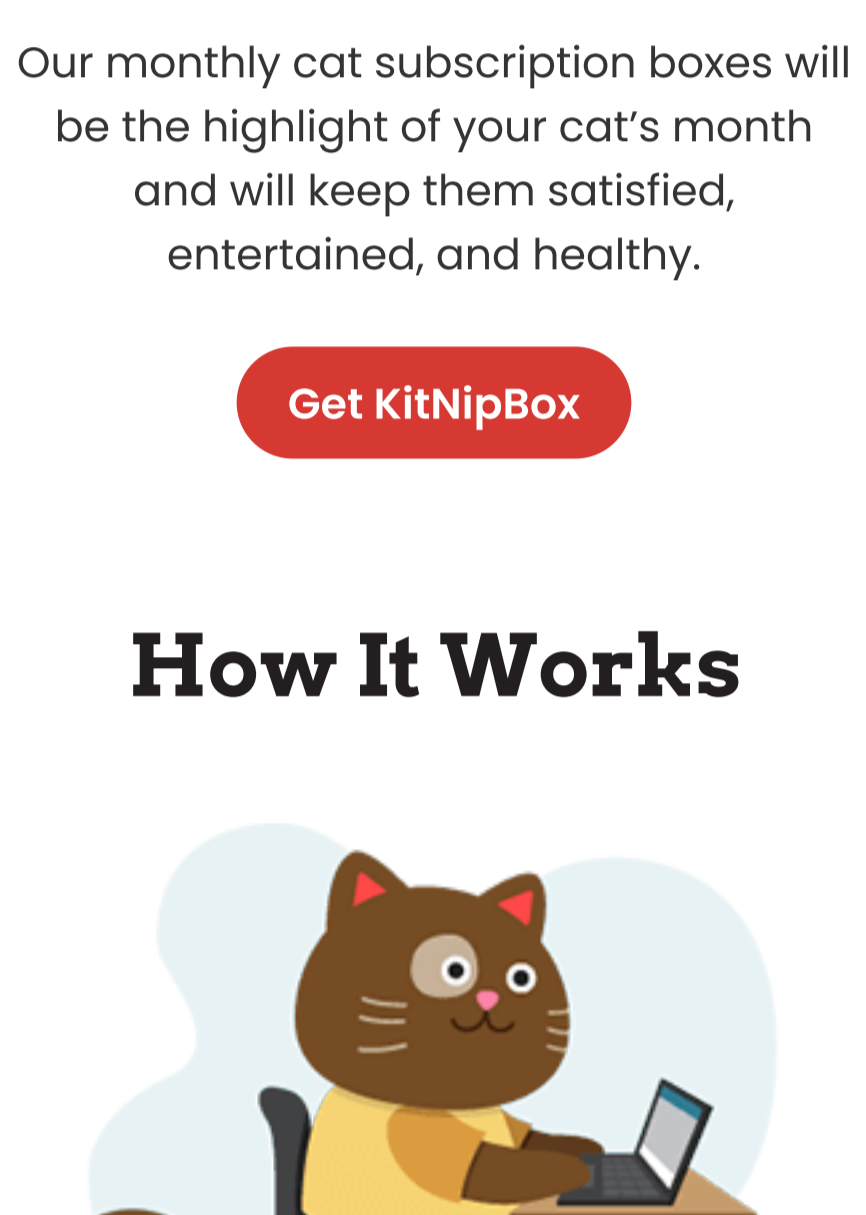 Our monthly cat subscription boxes will
be the highlight of your cat’s month
and will keep them satisfied,
entertained, and healthy.
Get KitNipBox
How It Works